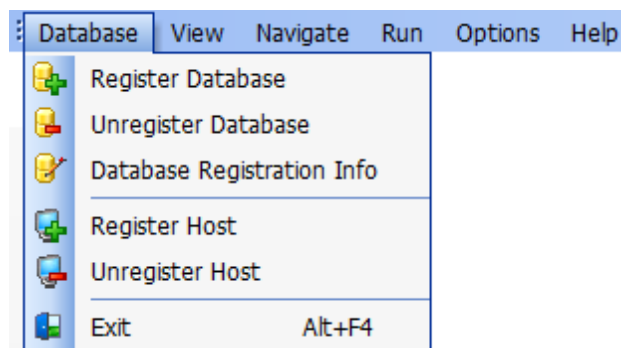 Database View Navigate Run Options Help
Register Database
Unregister Database
Database Registration Info
Register Host
Unregister Host
Exit Alt+F4